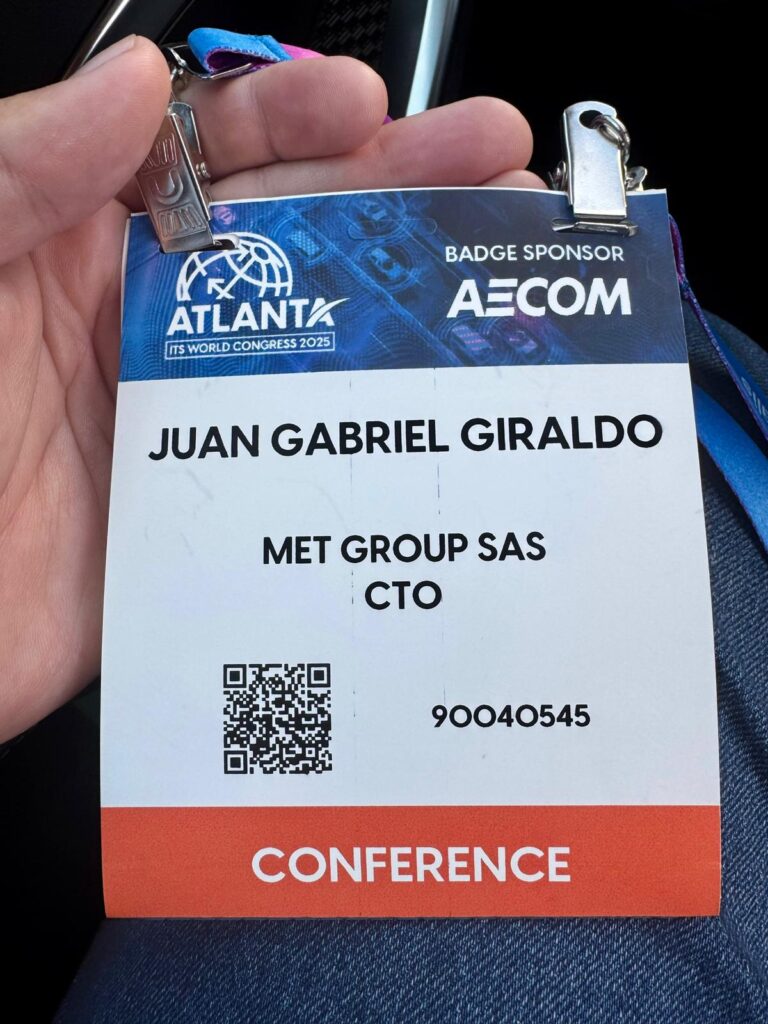 ATLANTA
ITS WORLD CONGRESS 2025
BADGE SPONSOR
AECOM
JUAN GABRIEL GIRALDO
MET GROUP SAS
CTO
90040545
CONFERENCE